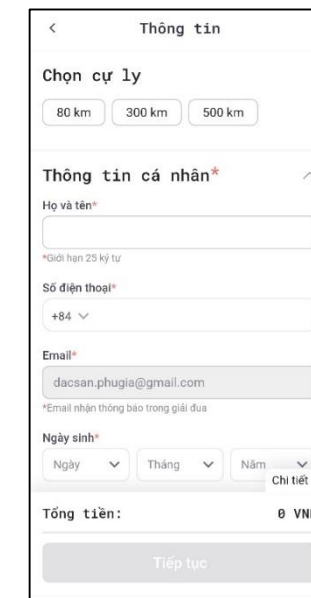 Thông tin
Chọn cự ly
80 km 300 km 500 km
Thông tin cá nhân*
Họ và tên*
*Giới hạn 25 ký tự
Số điện thoại*
+84
Email*
dacsan.phugia@gmail.com
*Email nhận thông báo trong giải đua
Ngày sinh*
Ngày Tháng Năm
Chi tiết
Tổng tiền: 0 VN
Tiếp tục